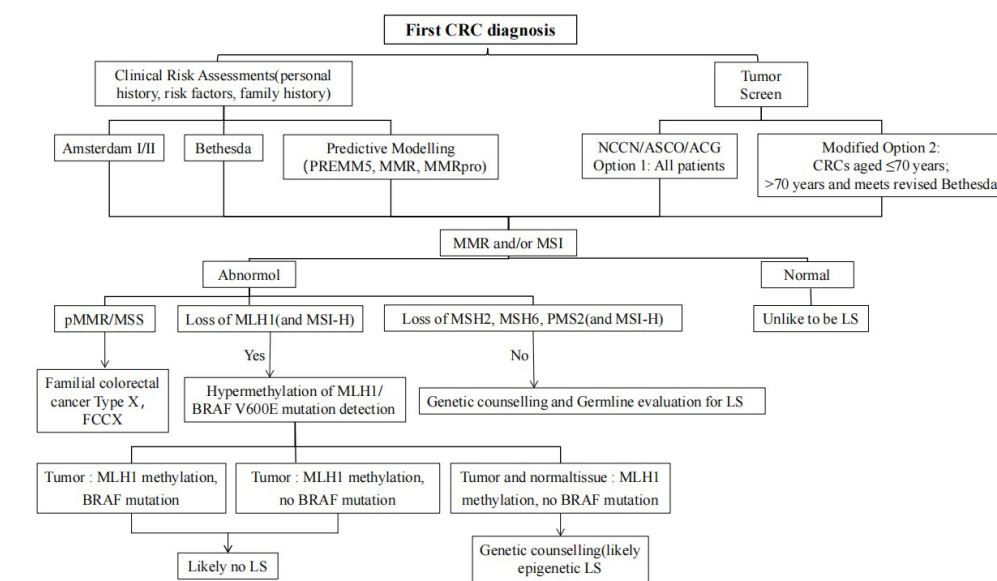 First CRC diagnosis
Clinical Risk Assessments(personal
history, risk factors, family history)
Tumor
Screen
Amsterdam I/II
Bethesda
Predictive Modelling
(PREMM5, MMR, MMRpro)
NCCN/ASCO/ACG
Option 1: All patients
Modified Option 2:
CRCs aged ≤70 years;
>70 years and meets revised Bethesda
MMR and/or MSI
Abnormol
Normal
pMMR/MSS
Loss of MLH1(and MSI-H)
Loss of MSH2, MSH6, PMS2(and MSI-H)
Unlike to be LS
Yes
No
Familial colorectal
cancer Type X,
FCCX
Hypermethylation of MLH1/
BRAF V600E mutation detection
Genetic counselling and Germline evaluation for LS
Tumor : MLH1 methylation,
BRAF mutation
Tumor : MLH1 methylation,
no BRAF mutation
Tumor and normaltissue : MLH1
methylation, no BRAF mutation
Likely no LS
Genetic counselling(likely
epigenetic LS